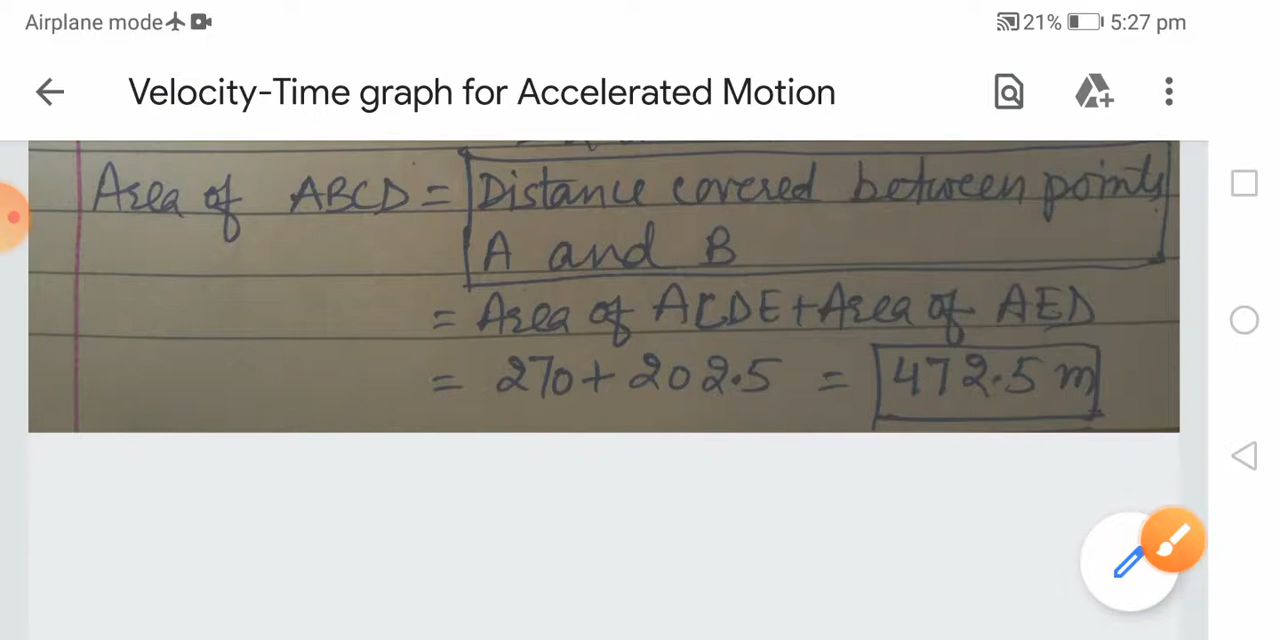 Airplane mode 21% 5:27 pm
Velocity-Time graph for Accelerated Motion
Area of ABCD = Distance covered between points
A and B
= Area of ACDE + Area of AED
= 270 + 202.5 = 472.5 m